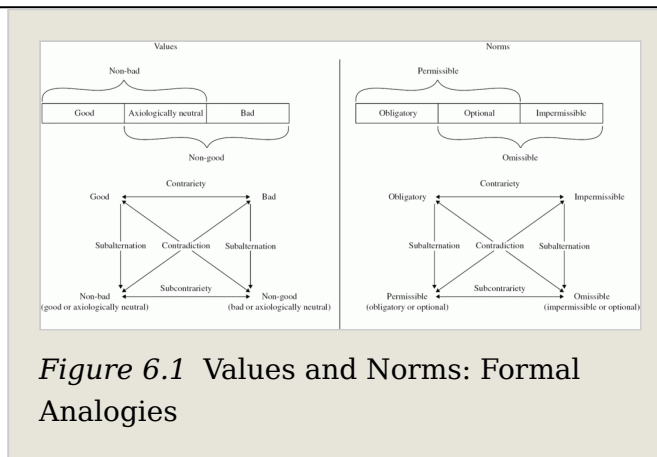 Values
Norms
Non-bad
Good
Axiologically neutral
Bad
Non-good
Contrariety
Good
Bad
Subalternation
Contradiction
Subalternation
Subcontrariety
Non-bad
(good or axiologically neutral)
Non-good
(bad or axiologically neutral)
Permissible
Obligatory
Optional
Impermissible
Omissible
Contrariety
Obligatory
Impermissible
Subalternation
Contradiction
Subalternation
Subcontrariety
Permissible
(obligatory or optional)
Omissible
(impermissible or optional)
Figure 6.1 Values and Norms: Formal
Analogies